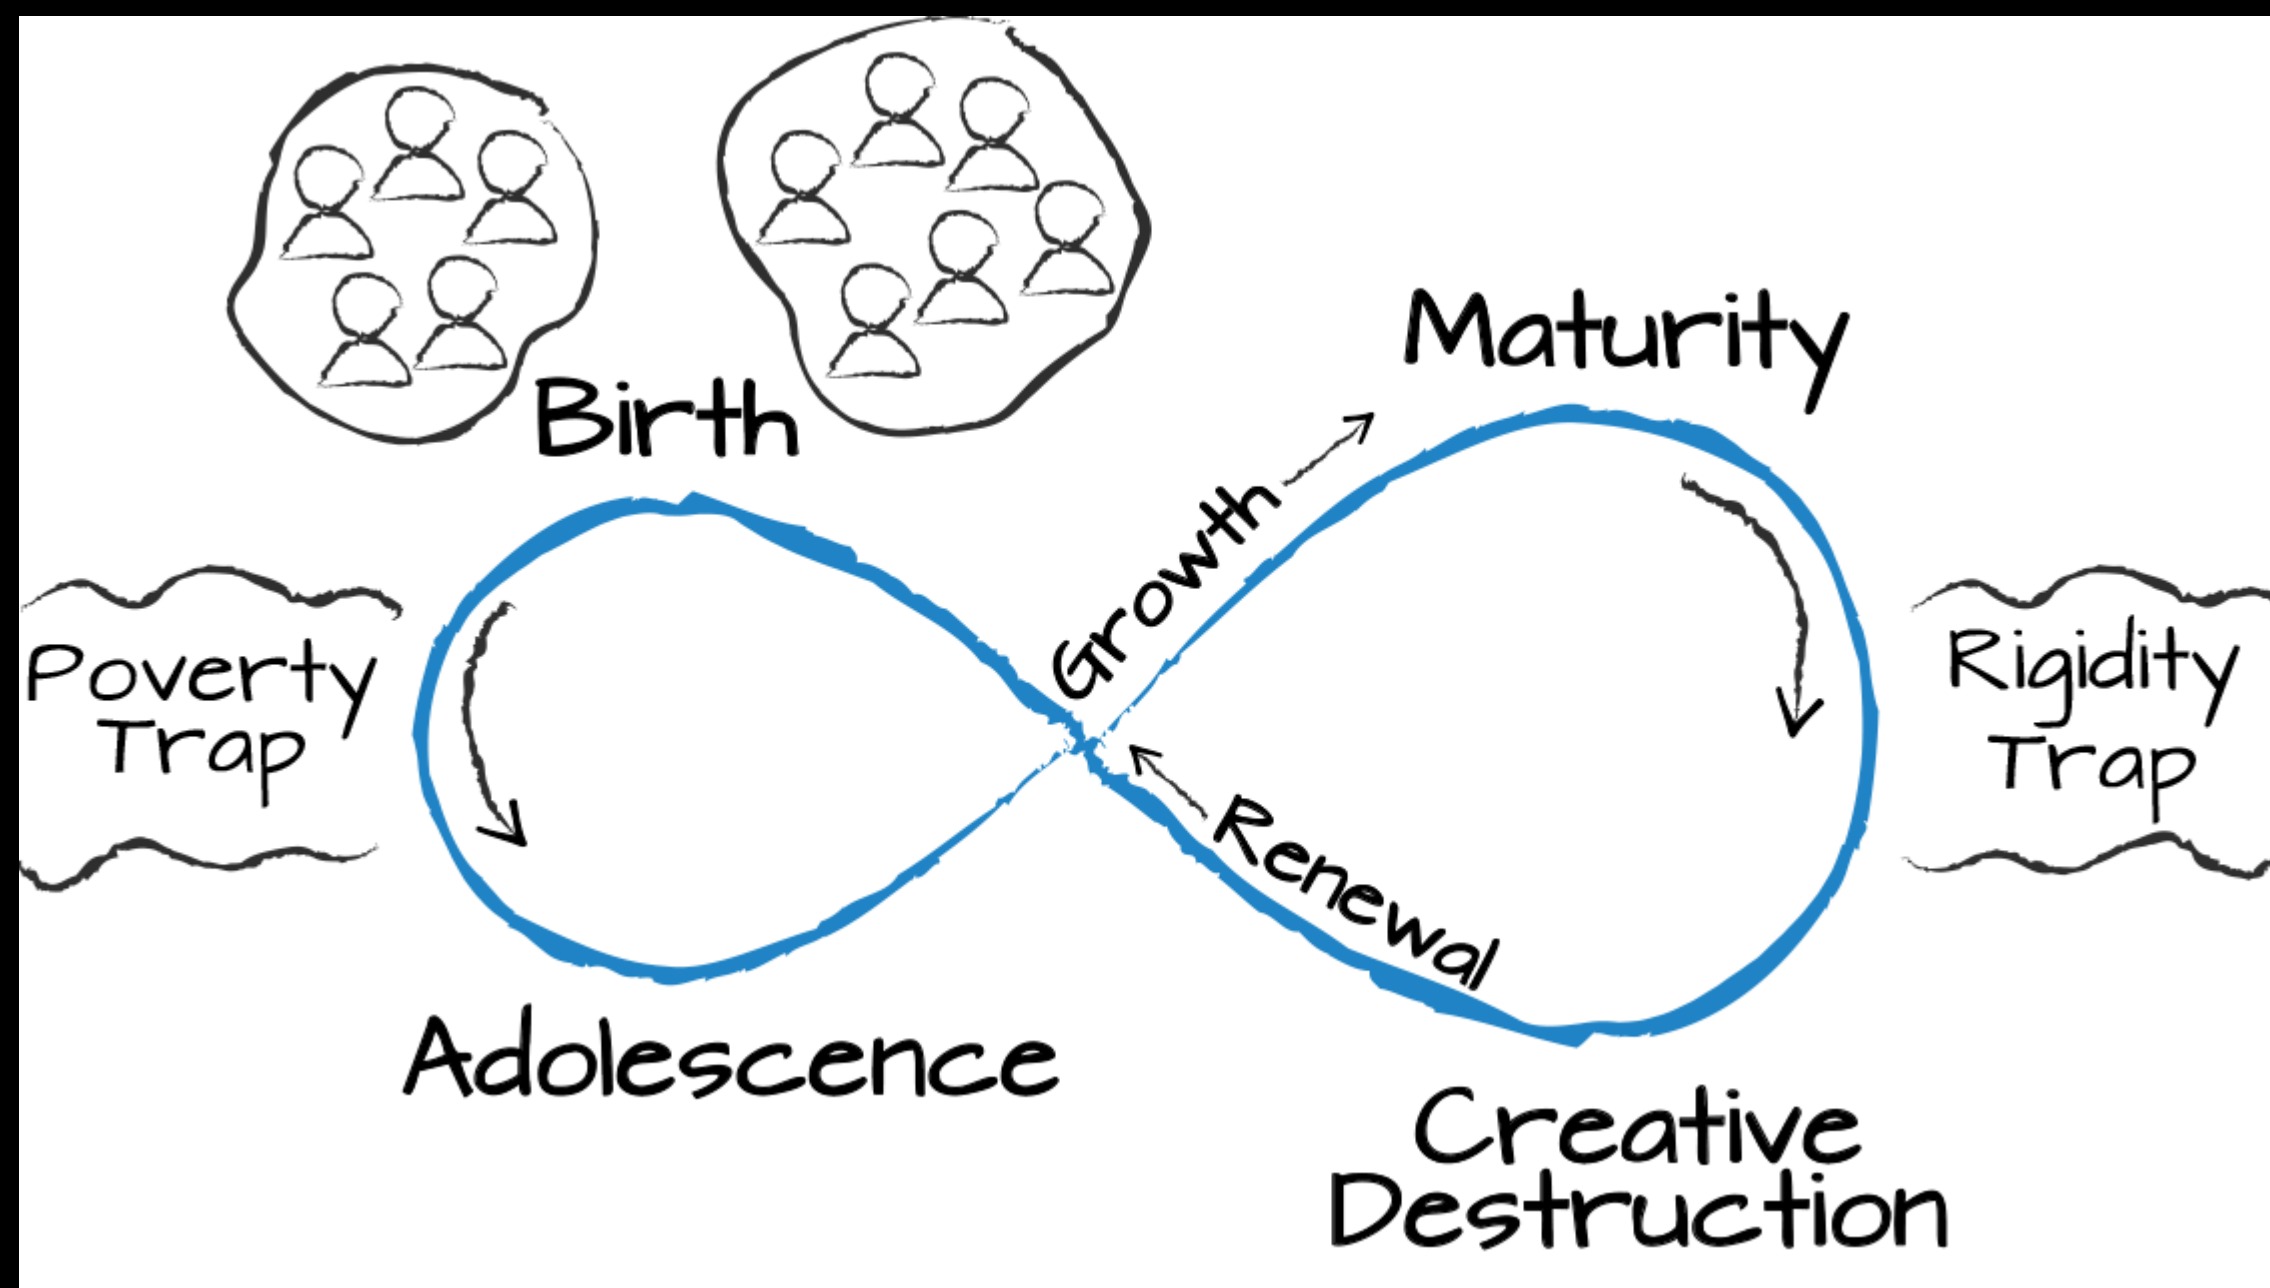 Birth
Maturity
Growth
Poverty
Trap
Rigidity
Trap
Renewal
Adolescence
Creative
Destruction